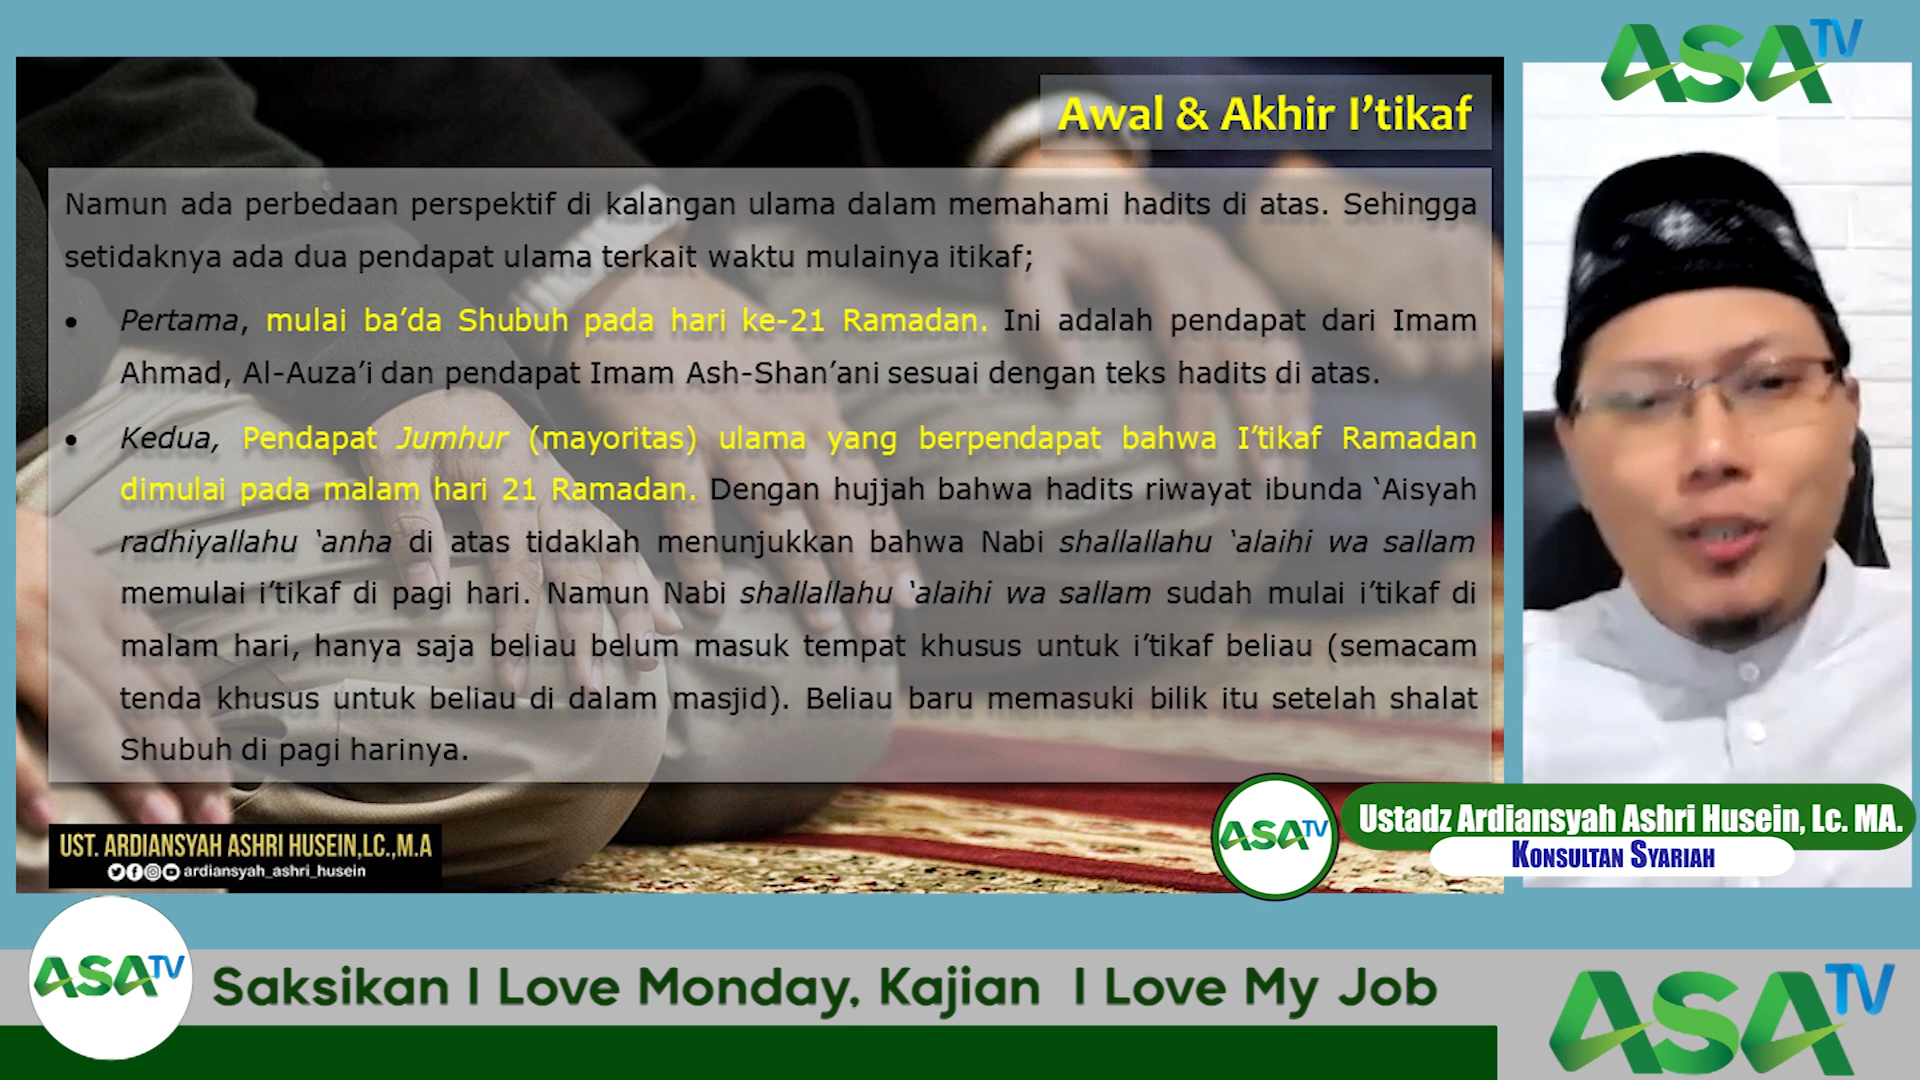 ASA TV
Awal & Akhir I’tikaf
Namun ada perbedaan perspektif di kalangan ulama dalam memahami hadits di atas. Sehingga
setidaknya ada dua pendapat ulama terkait waktu mulainya itikaf;
• Pertama, mulai ba’da Shubuh pada hari ke-21 Ramadan. Ini adalah pendapat dari Imam
Ahmad, Al-Auza’i dan pendapat Imam Ash-Shan’ani sesuai dengan teks hadits di atas.
• Kedua, Pendapat Jumhur (mayoritas) ulama yang berpendapat bahwa I’tikaf Ramadan
dimulai pada malam hari 21 Ramadan. Dengan hujjah bahwa hadits riwayat ibunda ‘Aisyah
radhiyallahu ‘anha di atas tidaklah menunjukkan bahwa Nabi shallallahu ‘alaihi wa sallam
memulai i’tikaf di pagi hari. Namun Nabi shallallahu ‘alaihi wa sallam sudah mulai i’tikaf di
malam hari, hanya saja beliau belum masuk tempat khusus untuk i’tikaf beliau (semacam
tenda khusus untuk beliau di dalam masjid). Beliau baru memasuki bilik itu setelah shalat
Shubuh di pagi harinya.
UST. ARDIANSYAH ASHRI HUSEIN,LC.,M.A
ardiansyah_ashri_husein
ASA TV
Ustadz Ardiansyah Ashri Husein, Lc. MA.
Konsultan Syariah
ASA TV
Saksikan I Love Monday, Kajian I Love My Job
ASA TV